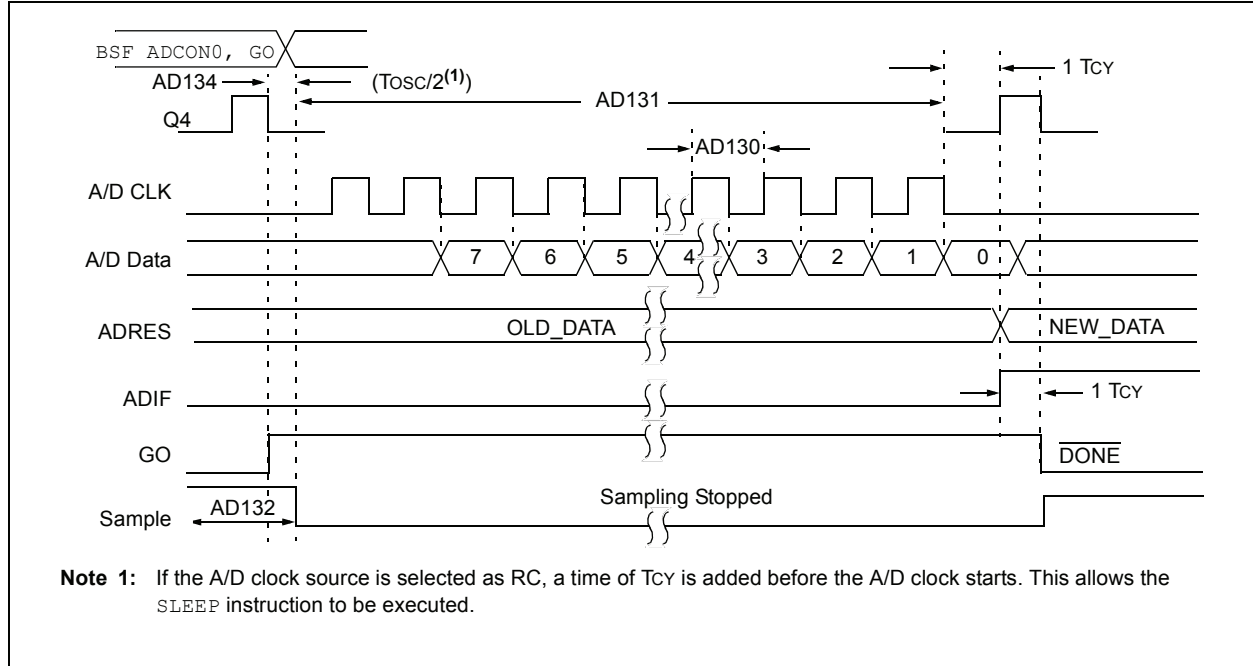 BSF ADCON0, GO
AD134
(TOSC/2(1))
AD131
1 TCY
Q4
AD130
A/D CLK
A/D Data
7 6 5 4 3 2 1 0
ADRES
OLD_DATA
NEW_DATA
ADIF
1 TCY
GO
DONE
Sample
AD132
Sampling Stopped
Note 1: If the A/D clock source is selected as RC, a time of TCY is added before the A/D clock starts. This allows the
SLEEP instruction to be executed.